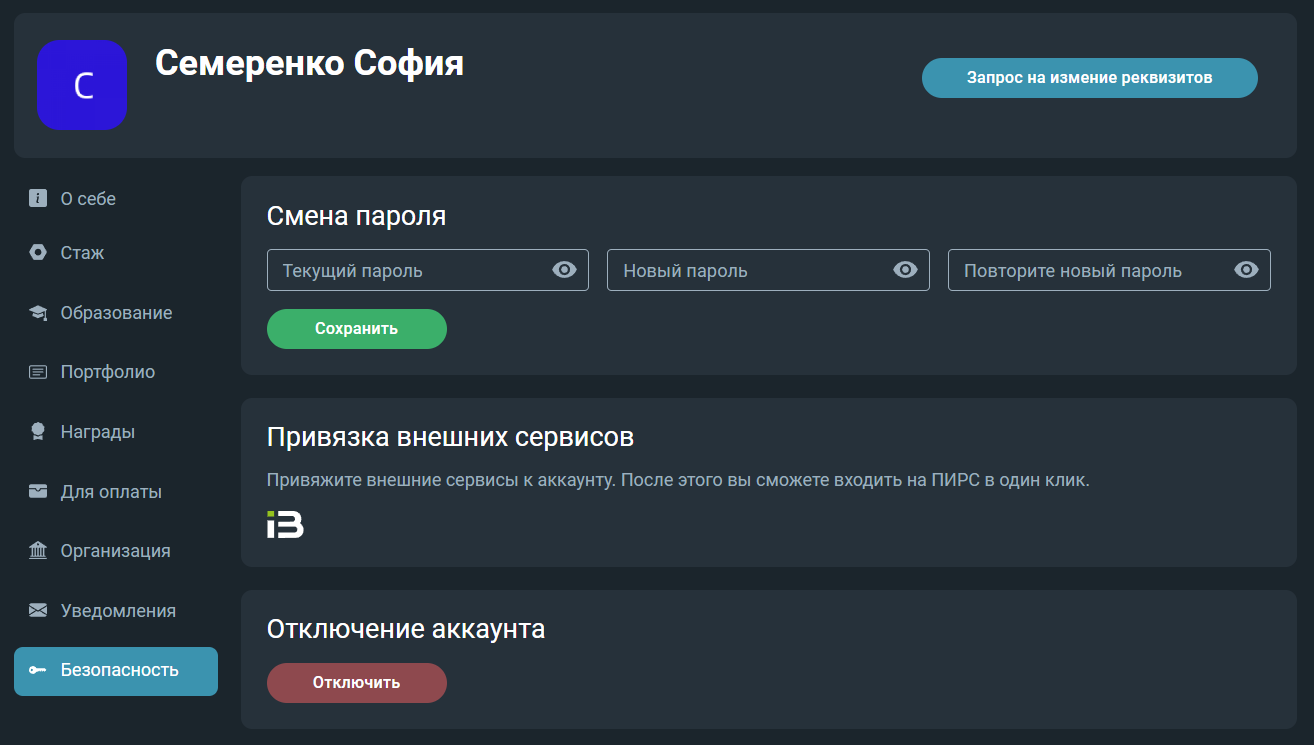 С
Семеренко София
Запрос на измение реквизитов
О себе
Стаж
Образование
Портфолио
Награды
Для оплаты
Организация
Уведомления
Безопасность
Смена пароля
Текущий пароль
Новый пароль
Повторите новый пароль
Сохранить
Привязка внешних сервисов
Привяжите внешние сервисы к аккаунту. После этого вы сможете входить на ПИРС в один клик.
Отключение аккаунта
Отключить